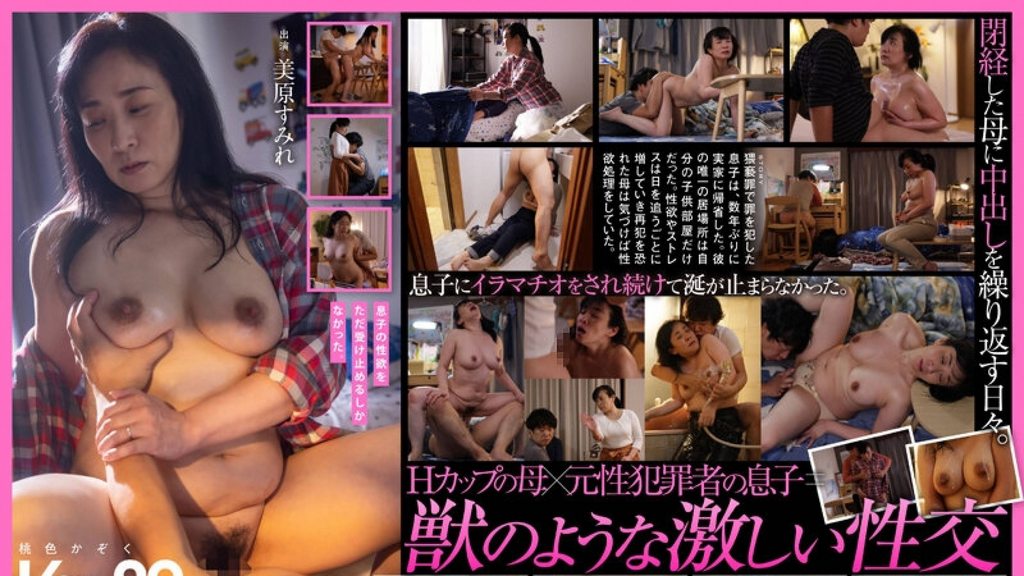 出演
美原すみれ
息子の性欲を
ただ受け止めるしか
なかった
桃色かぞく
閉経した母に中出しを繰り返す日々。
STORY
猥褻罪で罪を犯した
息子は、数年ぶりに
実家に帰省した。彼
の唯一の居場所は自
分の子供部屋だけ
だった。性欲やストレ
スは日を追うごとに
増していき再犯を恐
れた母は気づけば性
欲処理をしていた。
息子にイラマチオをされ続けて涎が止まらなかった。
Hカップの母×元性犯罪者の息子=
獣のような激しい性交